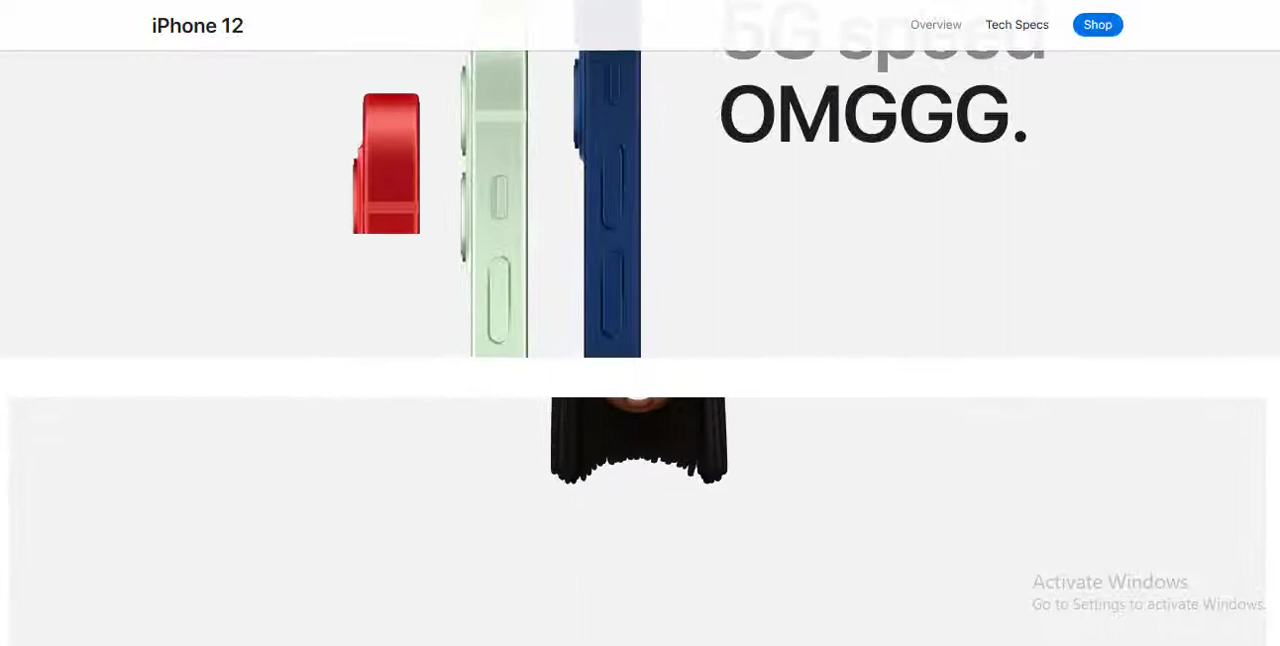 iPhone 12
Overview
Tech Specs
Shop
5G speed
OMGGG.
Activate Windows
Go to Settings to activate Windows.